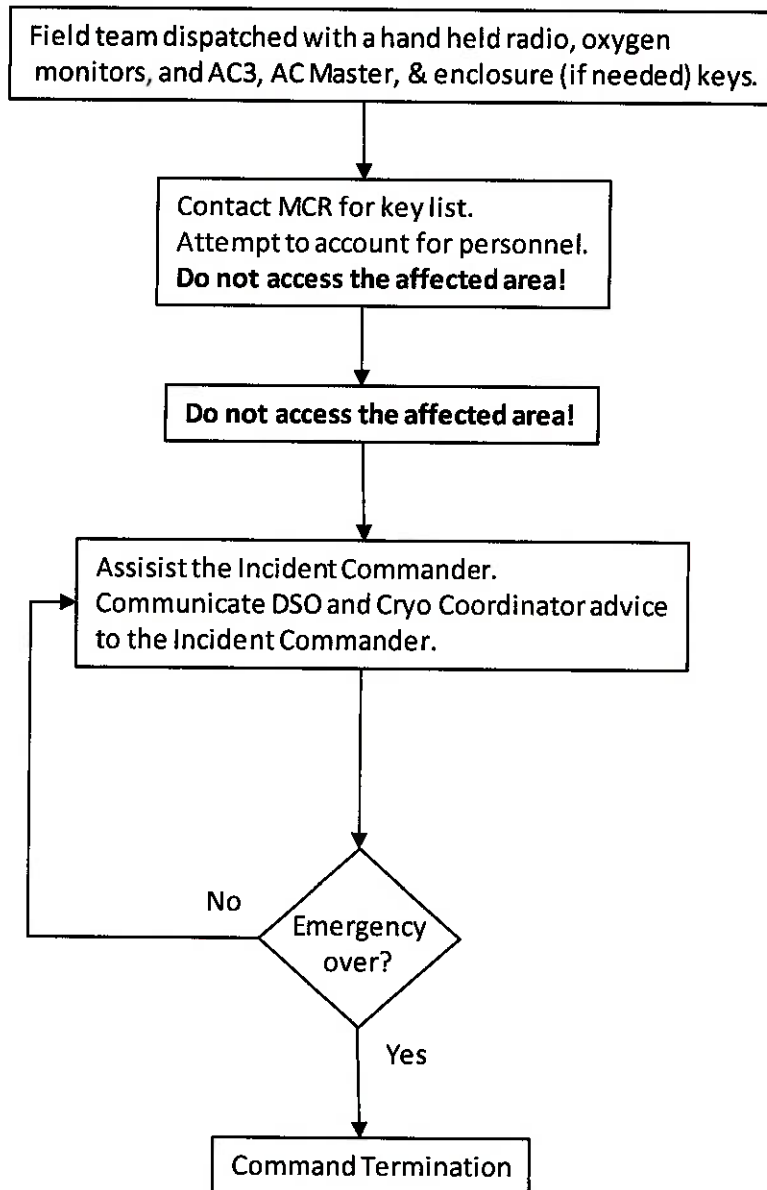 Field team dispatched with a hand held radio, oxygen
monitors, and AC3, AC Master, & enclosure (if needed) keys.
Contact MCR for key list.
Attempt to account for personnel.
Do not access the affected area!
Do not access the affected area!
Assisist the Incident Commander.
Communicate DSO and Cryo Coordinator advice
to the Incident Commander.
No
Emergency
over?
Yes
Command Termination